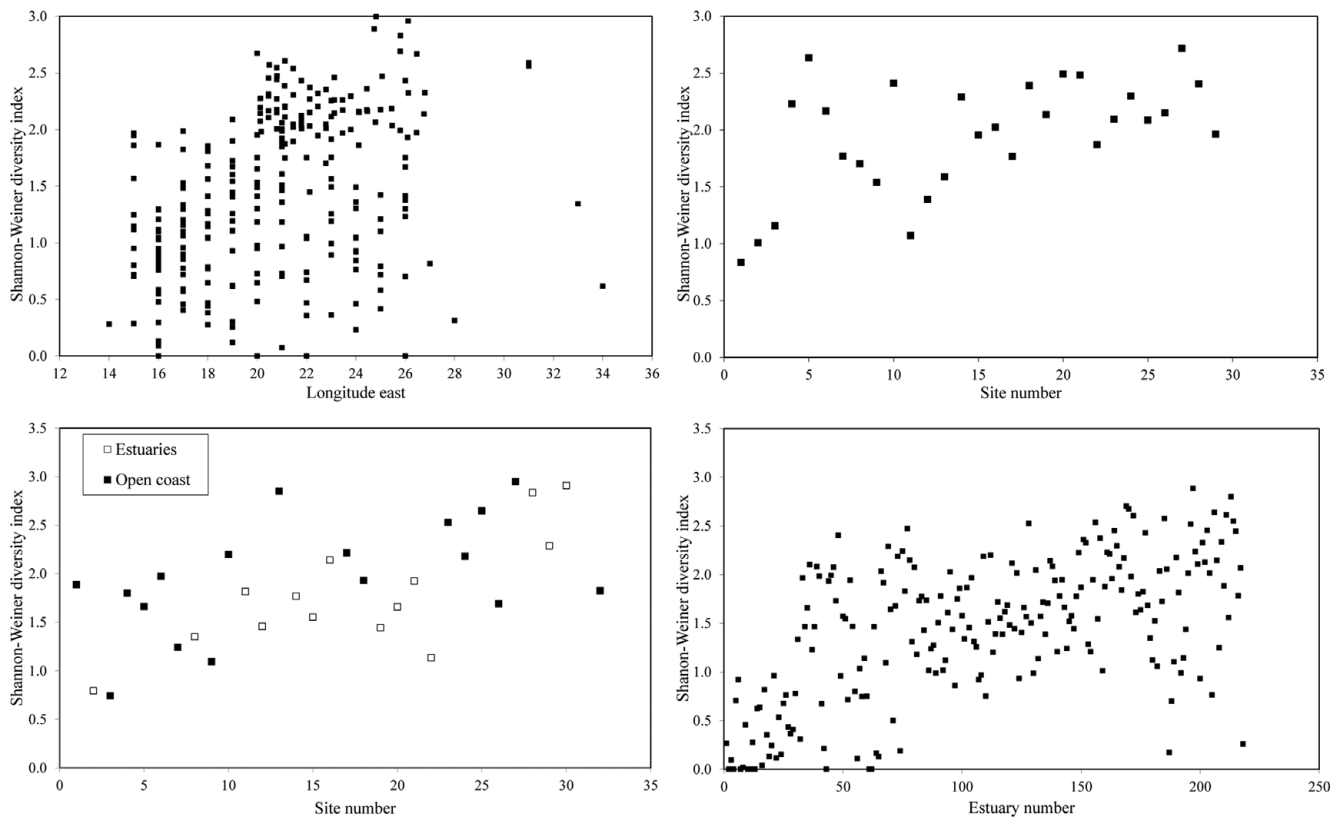 Shannon-Weiner diversity index
3.0
2.5
2.0
1.5
1.0
0.5
0.0
12 14 16 18 20 22 24 26 28 30 32 34 36
Longitude east
Shannon-Weiner diversity index
3.0
2.5
2.0
1.5
1.0
0.5
0.0
0 5 10 15 20 25 30 35
Site number
Shannon-Weiner diversity index
3.5
3.0
2.5
2.0
1.5
1.0
0.5
0.0
Estuaries
Open coast
0 5 10 15 20 25 30 35
Site number
Shanon-Weiner diversity index
3.5
3.0
2.5
2.0
1.5
1.0
0.5
0.0
0 50 100 150 200 250
Estuary number